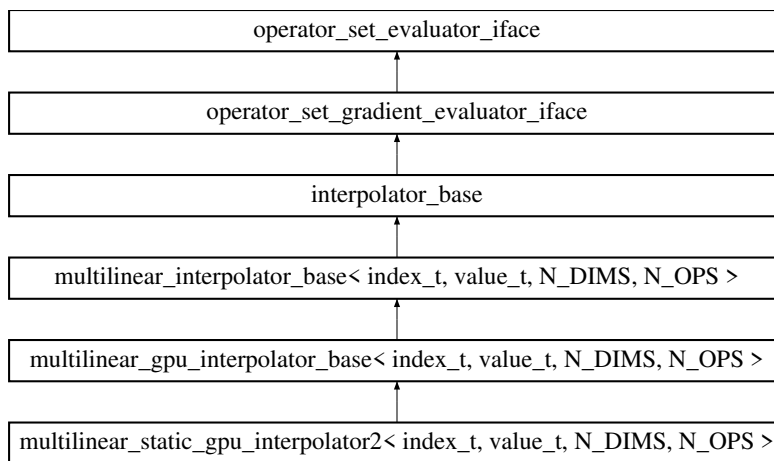 operator_set_evaluator_iface
operator_set_gradient_evaluator_iface
interpolator_base
multilinear_interpolator_base< index_t, value_t, N_DIMS, N_OPS >
multilinear_gpu_interpolator_base< index_t, value_t, N_DIMS, N_OPS >
multilinear_static_gpu_interpolator2< index_t, value_t, N_DIMS, N_OPS >